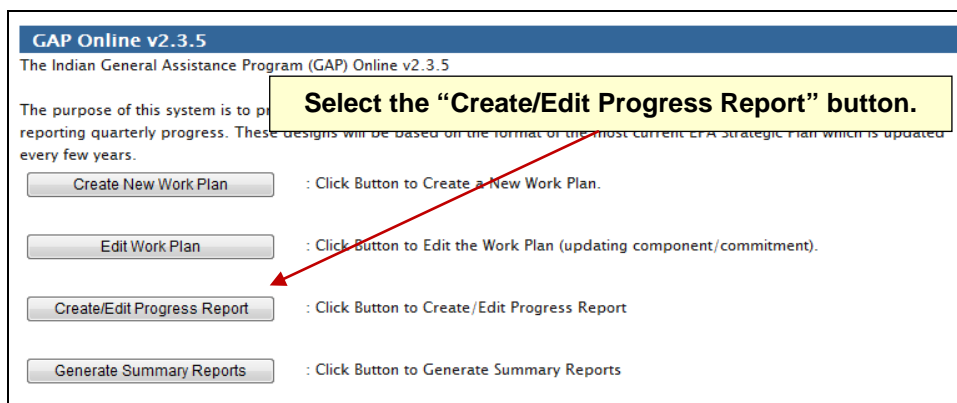 GAP Online v2.3.5
The Indian General Assistance Program (GAP) Online v2.3.5
Select the “Create/Edit Progress Report” button.
The purpose of this system is to
reporting quarterly progress. These designs will be based on the format of the most current EPA Strategic Plan which is updated
every few years.
Create New Work Plan : Click Button to Create a New Work Plan.
Edit Work Plan : Click Button to Edit the Work Plan (updating component/commitment).
Create/Edit Progress Report : Click Button to Create/Edit Progress Report
Generate Summary Reports : Click Button to Generate Summary Reports